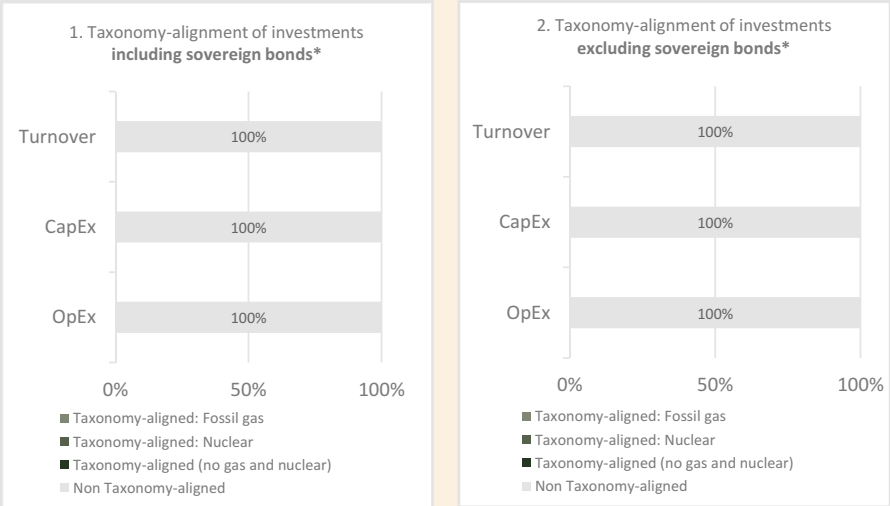 1. Taxonomy-alignment of investments
including sovereign bonds*
Turnover
100%
CapEx
100%
OpEx
100%
0%
50%
100%
Taxonomy-aligned: Fossil gas
Taxonomy-aligned: Nuclear
Taxonomy-aligned (no gas and nuclear)
Non Taxonomy-aligned
2. Taxonomy-alignment of investments
excluding sovereign bonds*
Turnover
100%
CapEx
100%
OpEx
100%
0%
50%
100%
Taxonomy-aligned: Fossil gas
Taxonomy-aligned: Nuclear
Taxonomy-aligned (no gas and nuclear)
Non Taxonomy-aligned